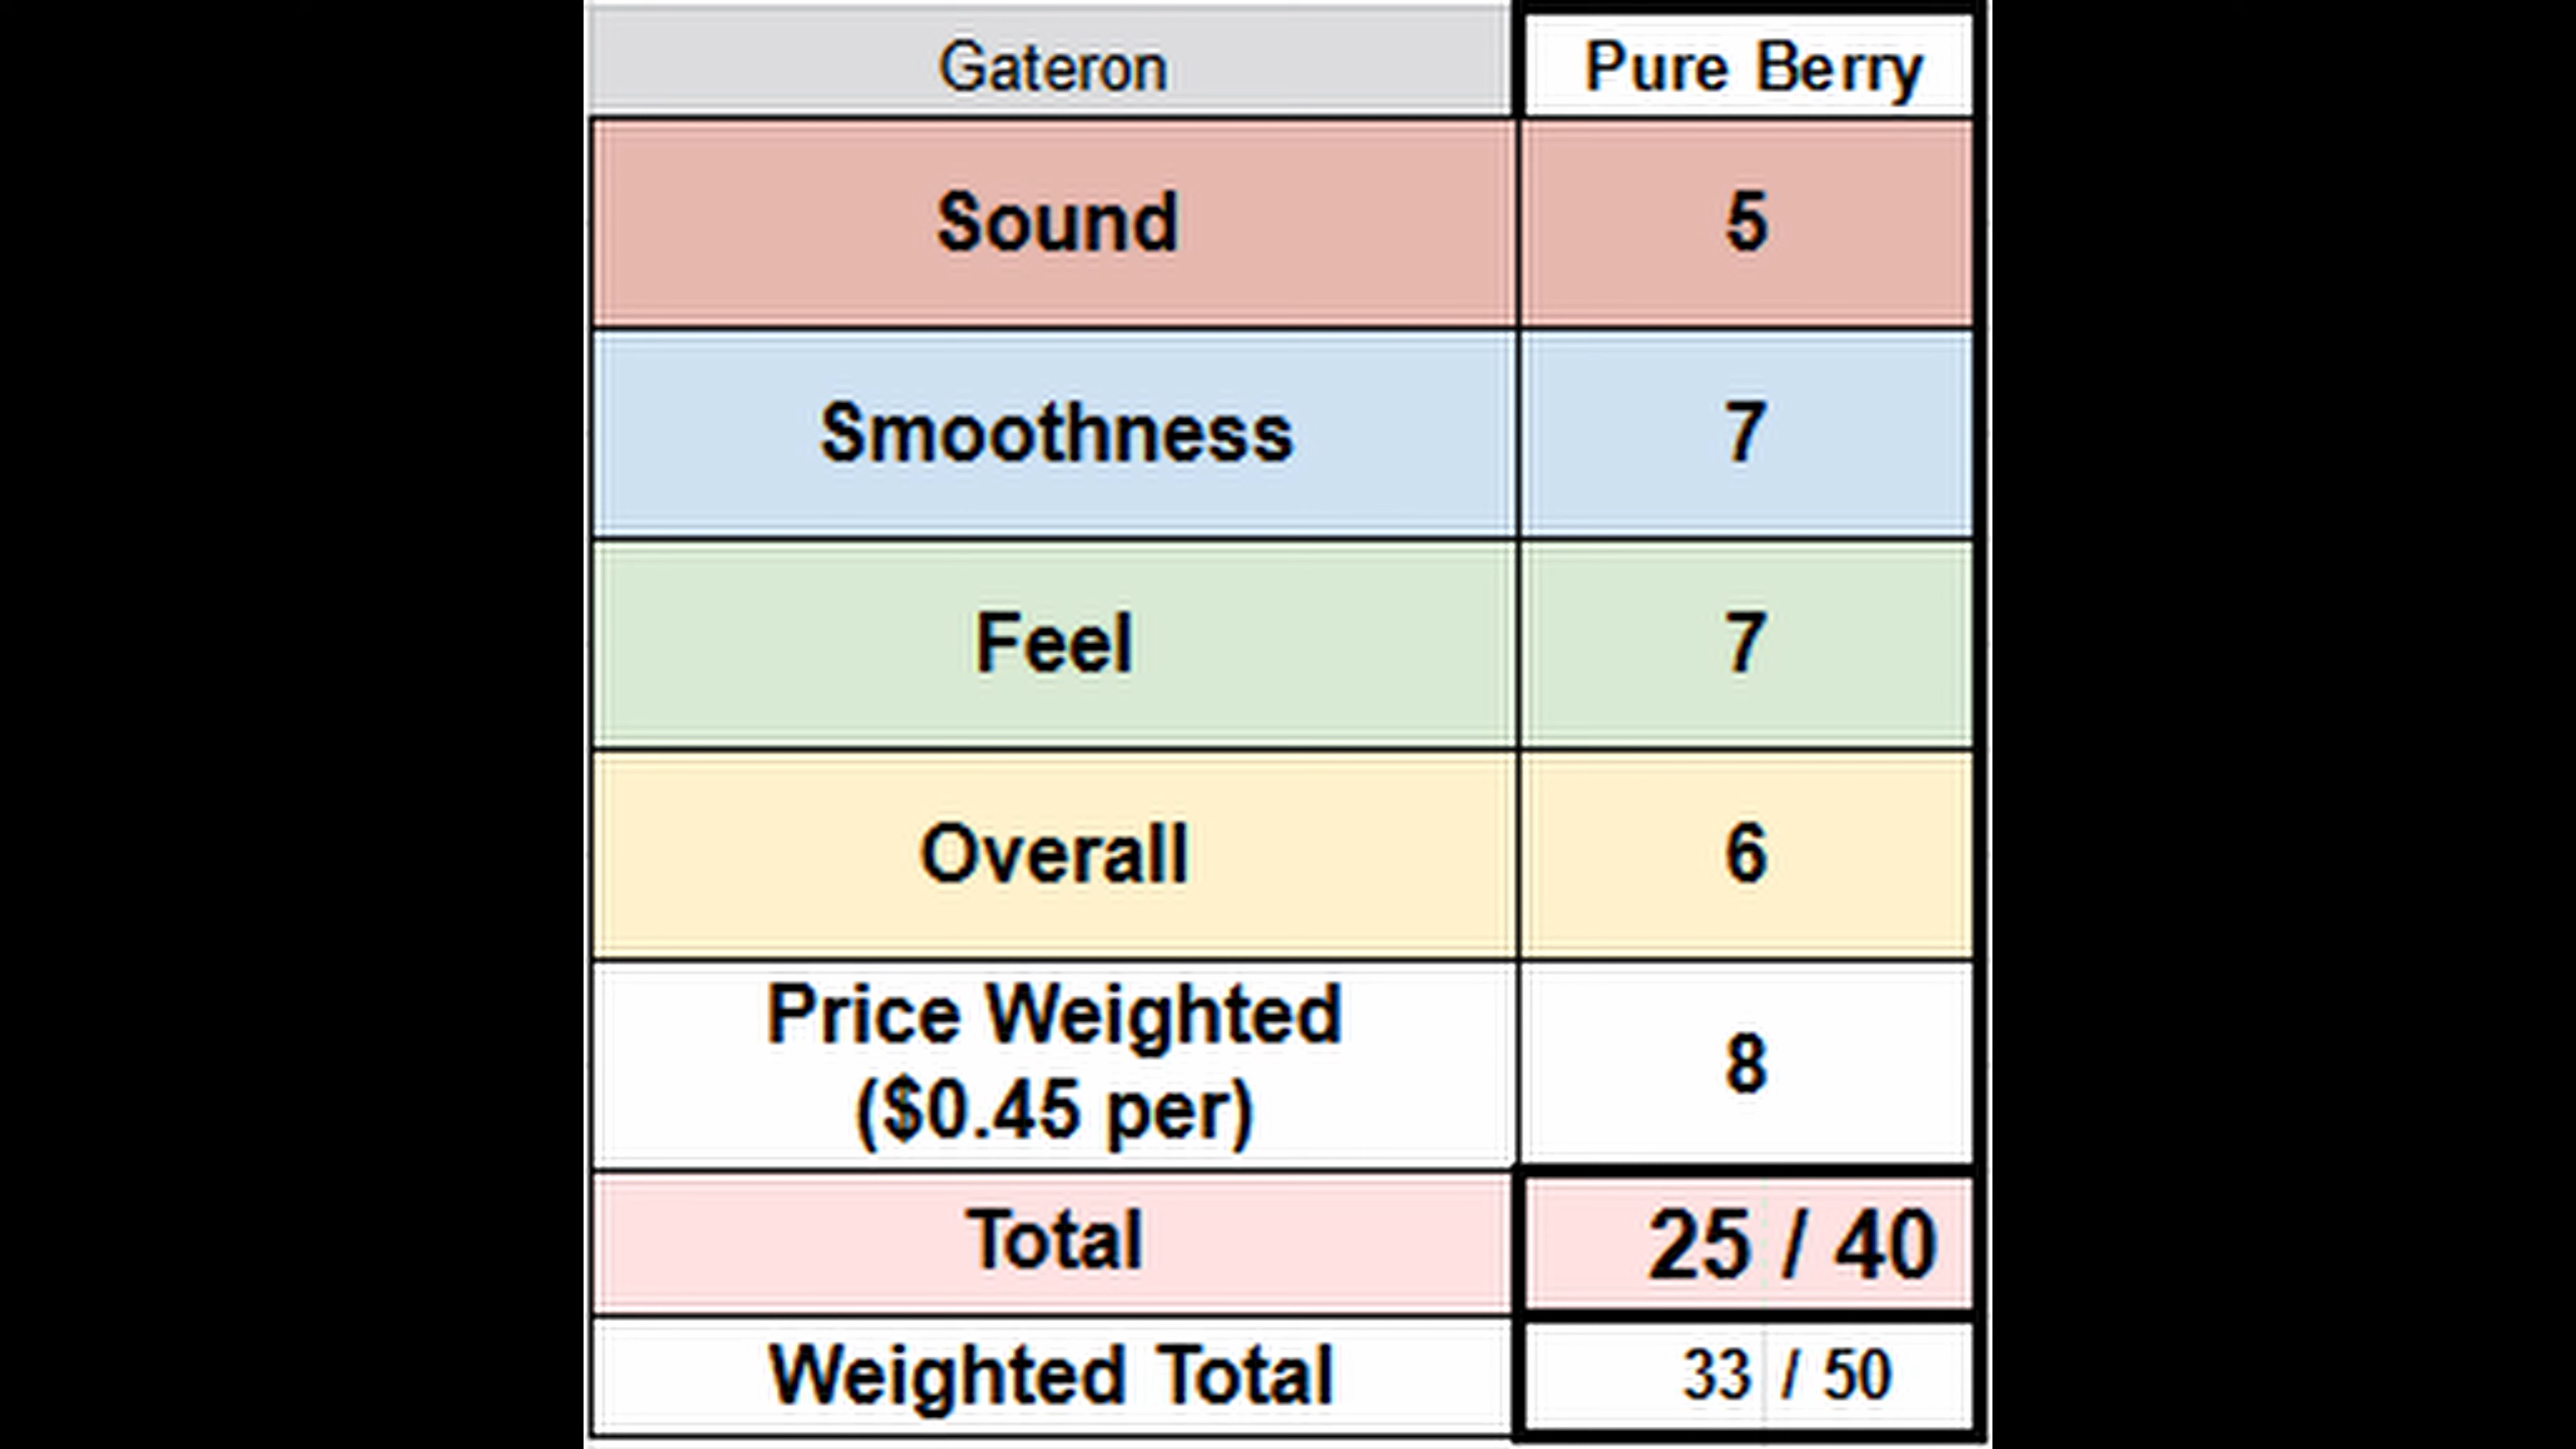 Gateron Pure Berry
Sound 5
Smoothness 7
Feel 7
Overall 6
Price Weighted
($0.45 per) 8
Total 25 / 40
Weighted Total 33 / 50